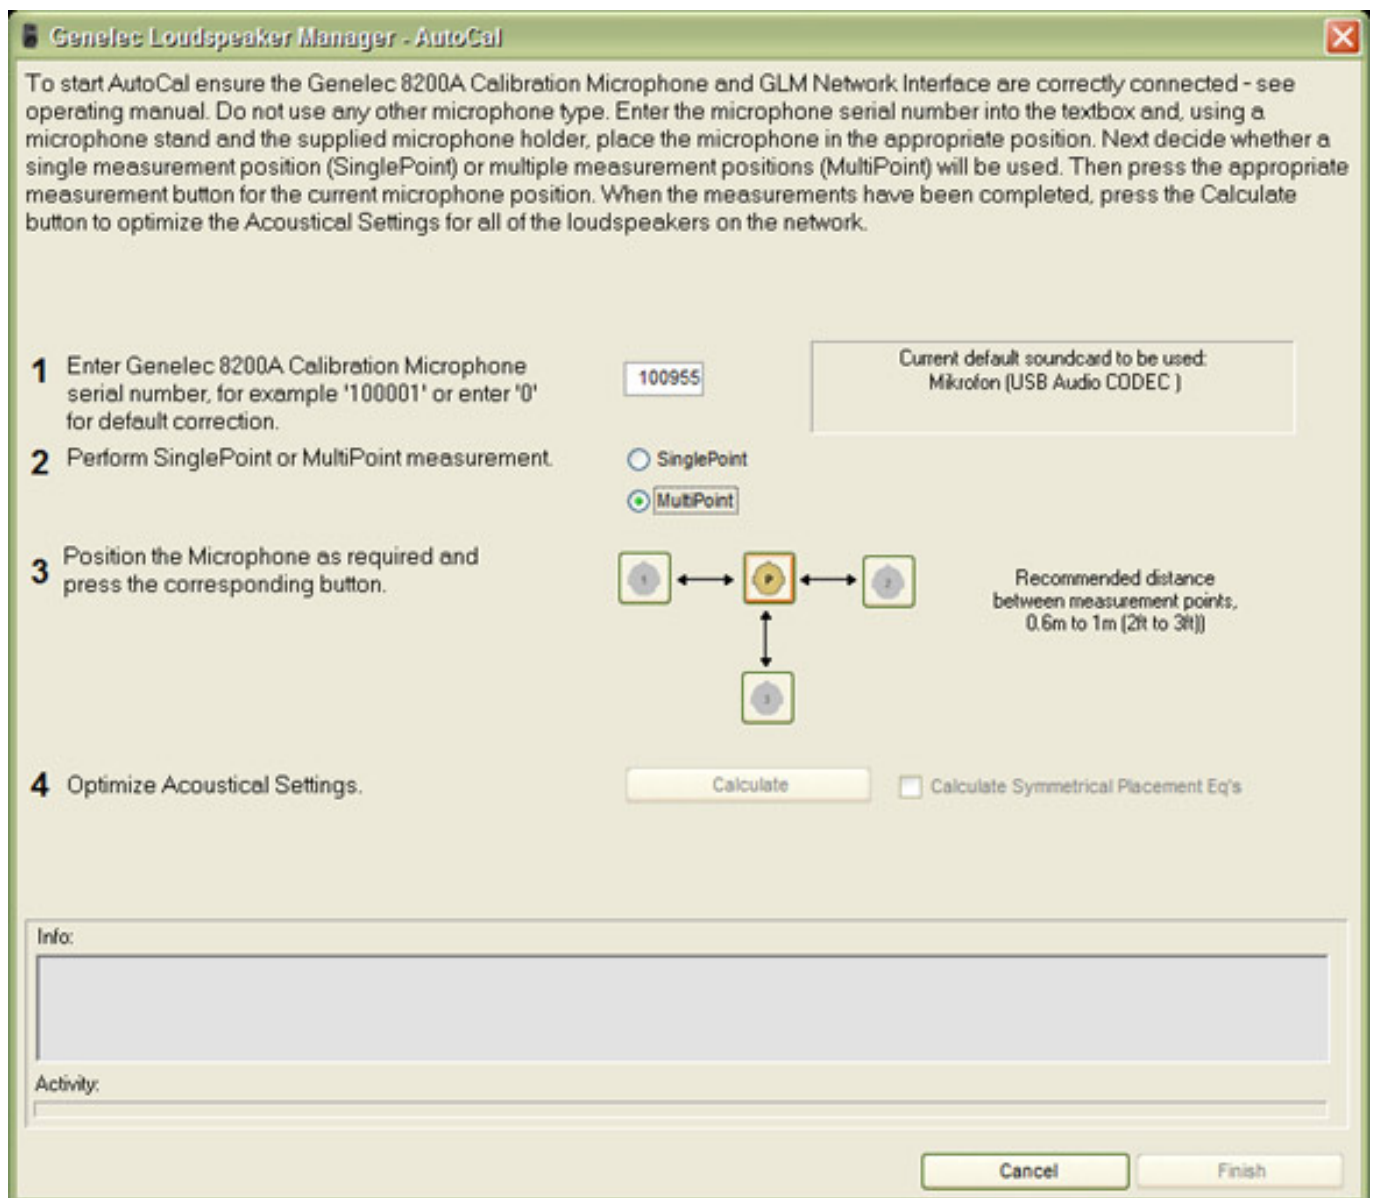 Genelec Loudspeaker Manager - AutoCal
To start AutoCal ensure the Genelec 8200A Calibration Microphone and GLM Network Interface are correctly connected - see
operating manual. Do not use any other microphone type. Enter the microphone serial number into the textbox and, using a
microphone stand and the supplied microphone holder, place the microphone in the appropriate position. Next decide whether a
single measurement position (SinglePoint) or multiple measurement positions (MultiPoint) will be used. Then press the appropriate
measurement button for the current microphone position. When the measurements have been completed, press the Calculate
button to optimize the Acoustical Settings for all of the loudspeakers on the network.
1 Enter Genelec 8200A Calibration Microphone
serial number, for example '100001' or enter '0'
for default correction.
100955
Current default soundcard to be used:
Mikrofon (USB Audio CODEC )
2 Perform SinglePoint or MultiPoint measurement.
SinglePoint
MultiPoint
3 Position the Microphone as required and
press the corresponding button.
1 P 2
3
Recommended distance
between measurement points,
0.6m to 1m (2ft to 3ft))
4 Optimize Acoustical Settings.
Calculate
Calculate Symmetrical Placement Eq's
Info:
Activity:
Cancel
Finish